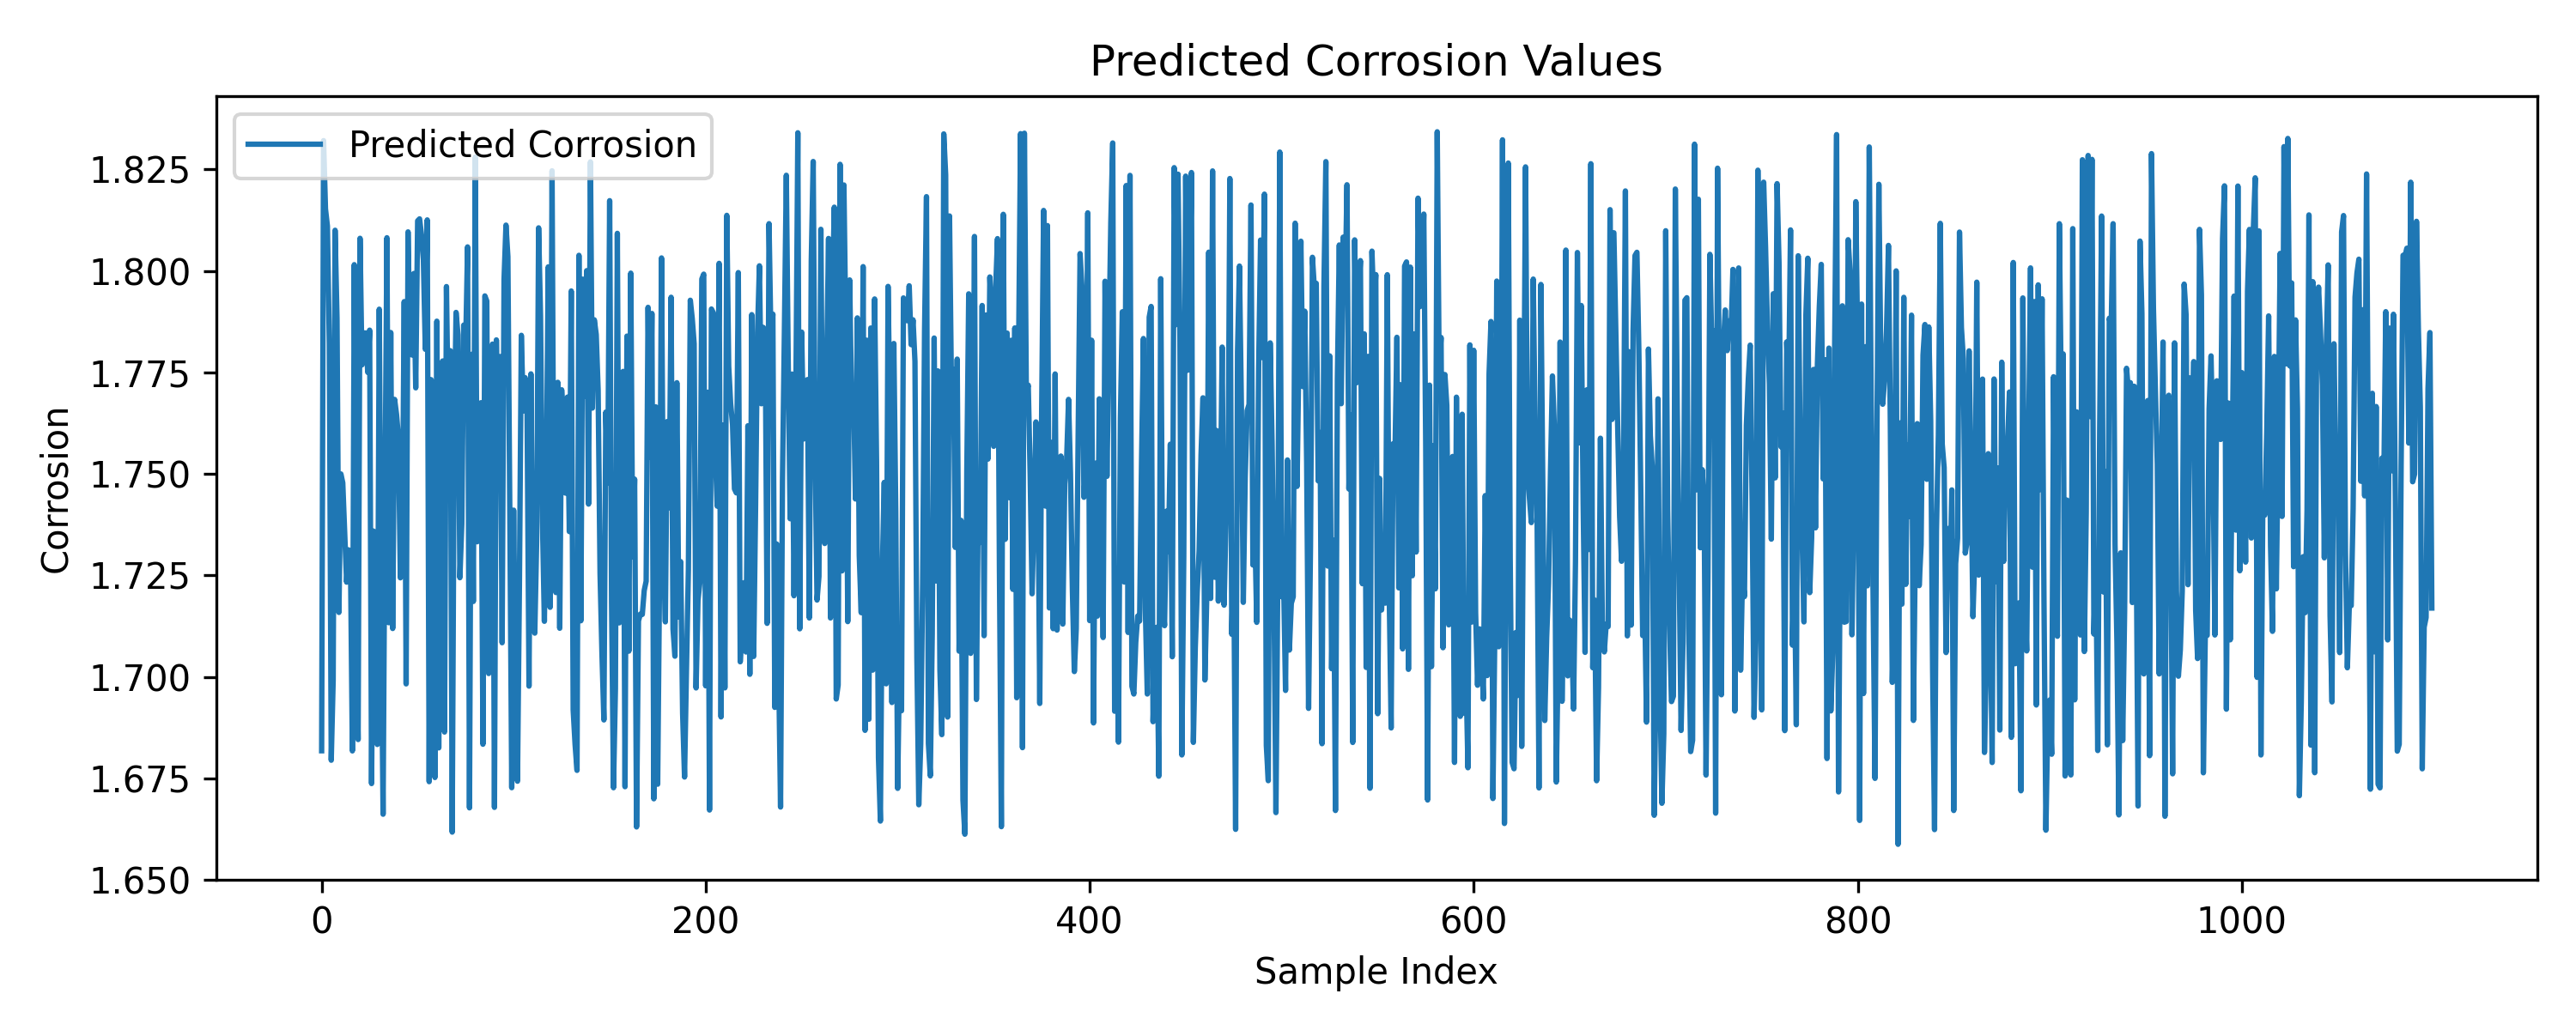 Predicted Corrosion Values
Predicted Corrosion
1.825
1.800
1.775
1.750
1.725
1.700
1.675
1.650
Corrosion
0 200 400 600 800 1000
Sample Index